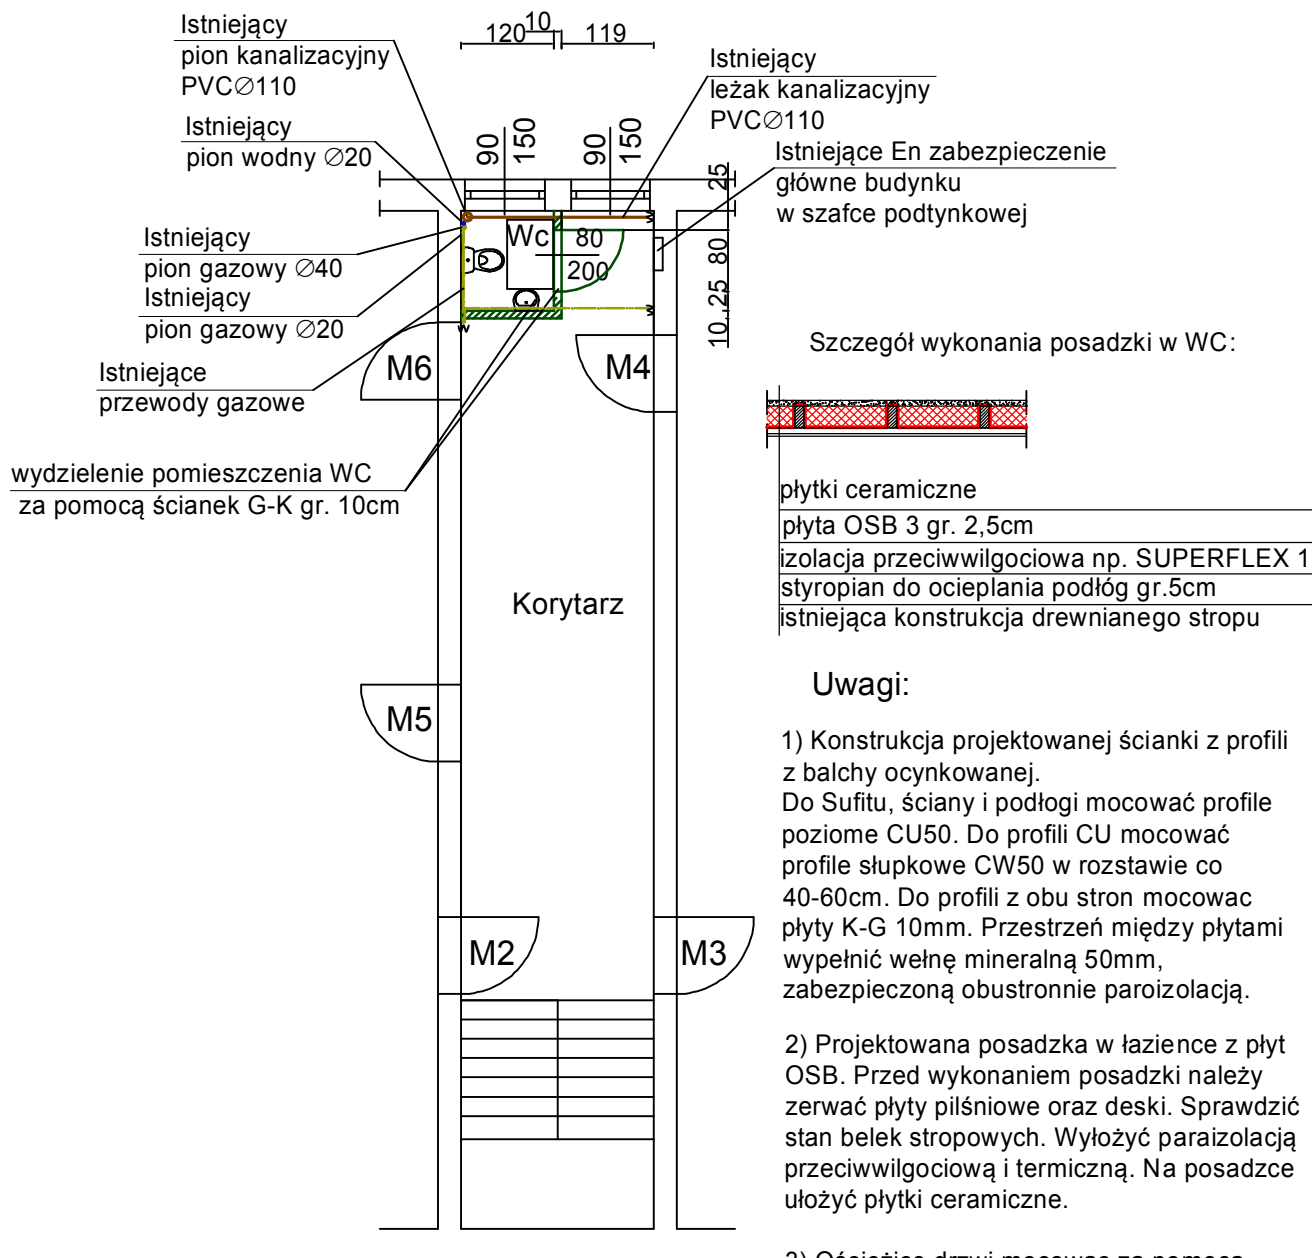 Istniejący
pion kanalizacyjny
PVC∅110
Istniejący
pion wodny ∅20
Istniejący
pion gazowy ∅40
Istniejący
pion gazowy ∅20
Istniejące
przewody gazowe
wydzielenie pomieszczenia WC
za pomocą ścianek G-K gr. 10cm
120 10 119
90 150 90 150
Istniejący
leżak kanalizacyjny
PVC∅110
Istniejące En zabezpieczenie
główne budynku
w szafce podtynkowej
25
80
10 25
Wc 80
200
M6
M4
Korytarz
M5
M2
M3
Szczegół wykonania posadzki w WC:
płytki ceramiczne
płyta OSB 3 gr. 2,5cm
izolacja przeciwwilgociowa np. SUPERFLEX 1
styropian do ocieplania podłóg gr.5cm
istniejąca konstrukcja drewnianego stropu
Uwagi:
1) Konstrukcja projektowanej ścianki z profili
z balchy ocynkowanej.
Do Sufitu, ściany i podłogi mocować profile
poziome CU50. Do profili CU mocować
profile słupkowe CW50 w rozstawie co
40-60cm. Do profili z obu stron mocowac
płyty K-G 10mm. Przestrzeń między płytami
wypełnić wełnę mineralną 50mm,
zabezpieczoną obustronnie paroizolacją.
2) Projektowana posadzka w łazience z płyt
OSB. Przed wykonaniem posadzki należy
zerwać płyty pilśniowe oraz deski. Sprawdzić
stan belek stropowych. Wyłożyć paraizolacją
przeciwwilgociową i termiczną. Na posadzce
ułożyć płytki ceramiczne.